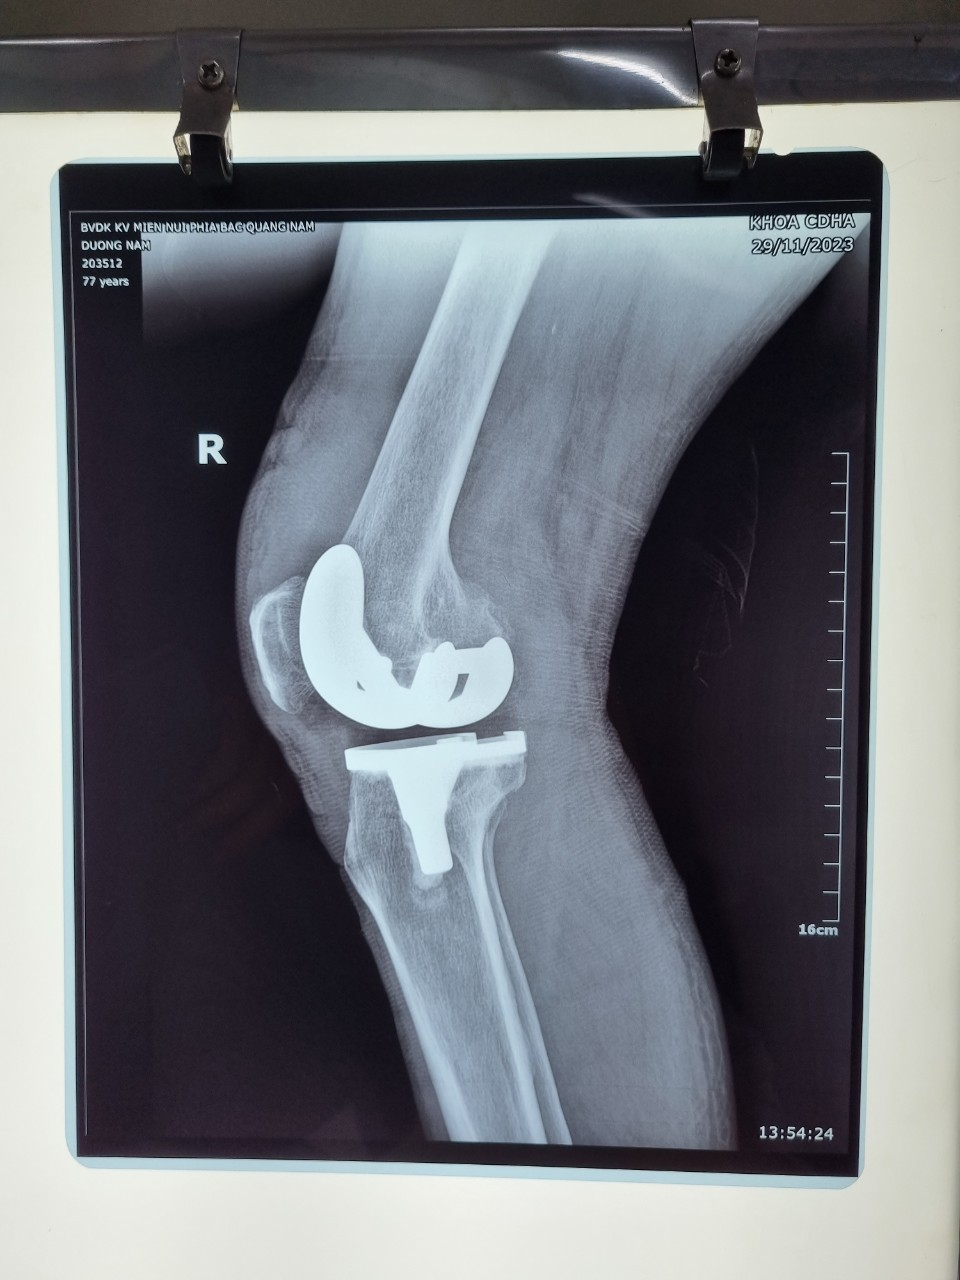 BVDK KV MIEN NUI PHIA BAC QUANG NAM
DUONG NAM
203512
77 years
KHOA CDHA
29/11/2023
R
16cm
13:54:24